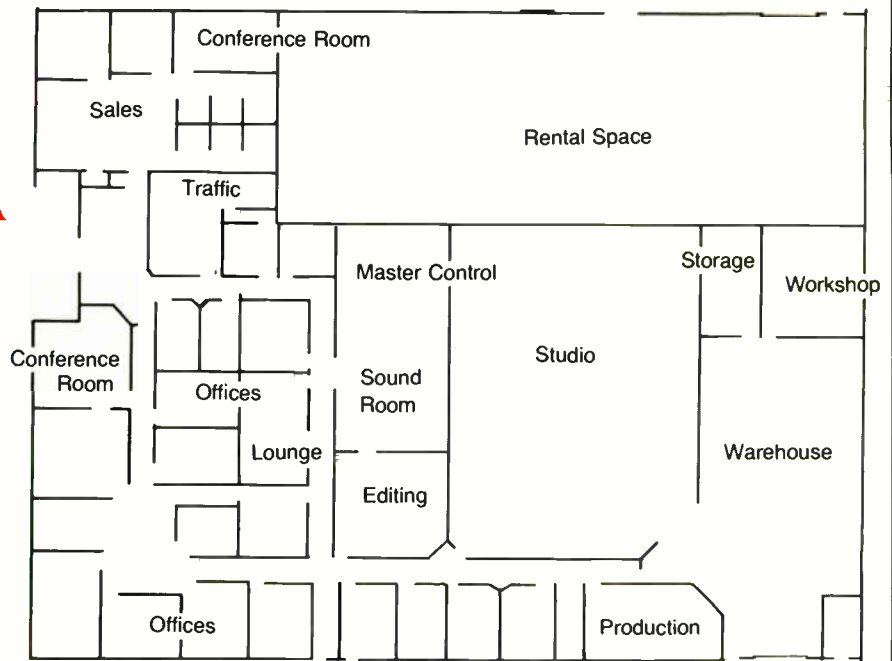 Conference Room
Sales
Rental Space
Traffic
Storage
Master Control
Workshop
Studio
Conference
Room
Sound
Room
Offices
Lounge
Warehouse
Editing
Offices
Production